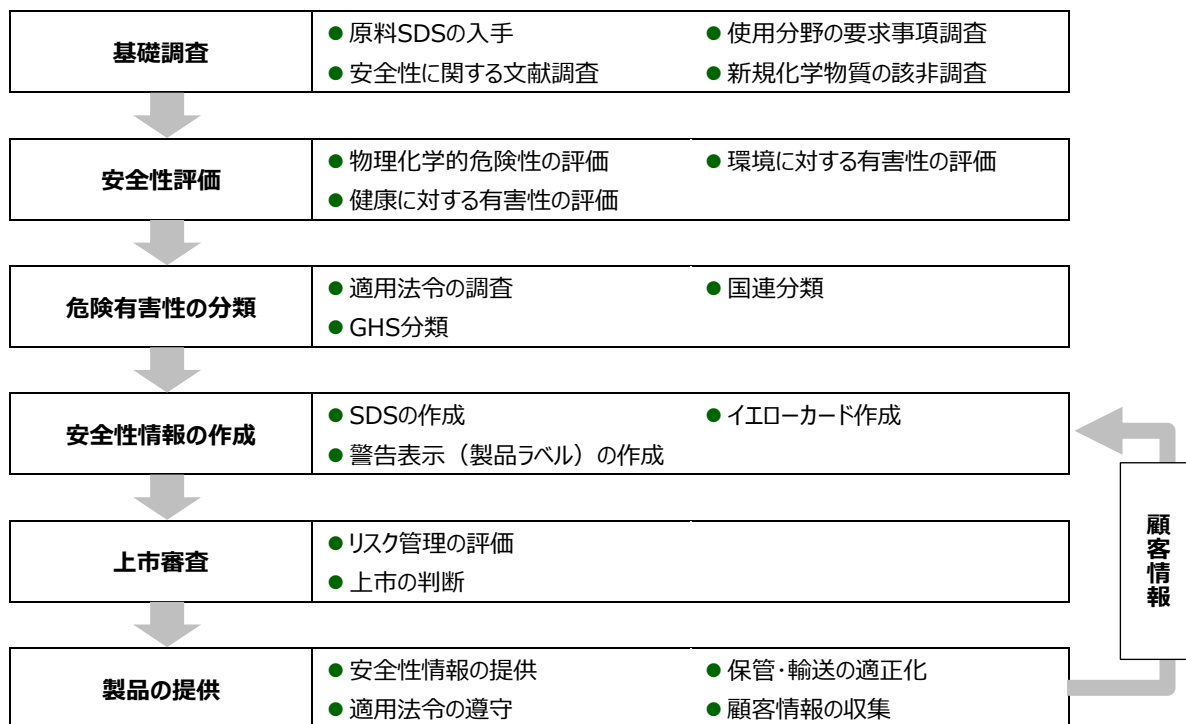 基礎調査
● 原料SDSの入手
● 使用分野の要求事項調査
● 安全性に関する文献調査
● 新規化学物質の該非調査
安全性評価
● 物理化学的危険性の評価
● 環境に対する有害性の評価
● 健康に対する有害性の評価
危険有害性の分類
● 適用法令の調査
● 国連分類
● GHS分類
安全性情報の作成
● SDSの作成
● イエローカード作成
● 警告表示（製品ラベル）の作成
上市審査
● リスク管理の評価
● 上市の判断
製品の提供
● 安全性情報の提供
● 保管・輸送の適正化
● 適用法令の遵守
● 顧客情報の収集
顧客情報